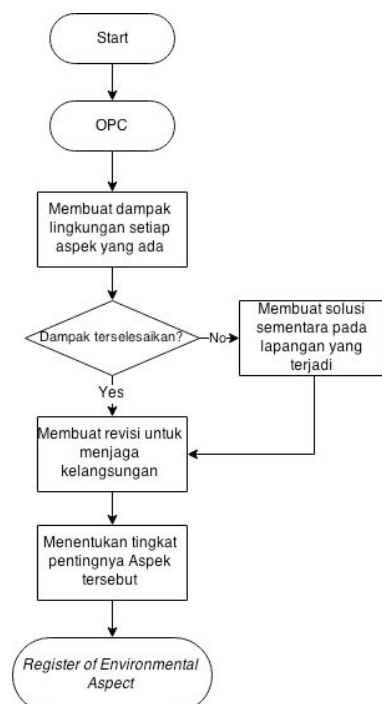 Start
OPC
Membuat dampak
lingkungan setiap
aspek yang ada
Dampak terselesaikan?
No
Membuat solusi
sementara pada
lapangan yang
terjadi
Yes
Membuat revisi untuk
menjaga
kelangsungan
Menentukan tingkat
pentingnya Aspek
tersebut
Register of Environmental
Aspect